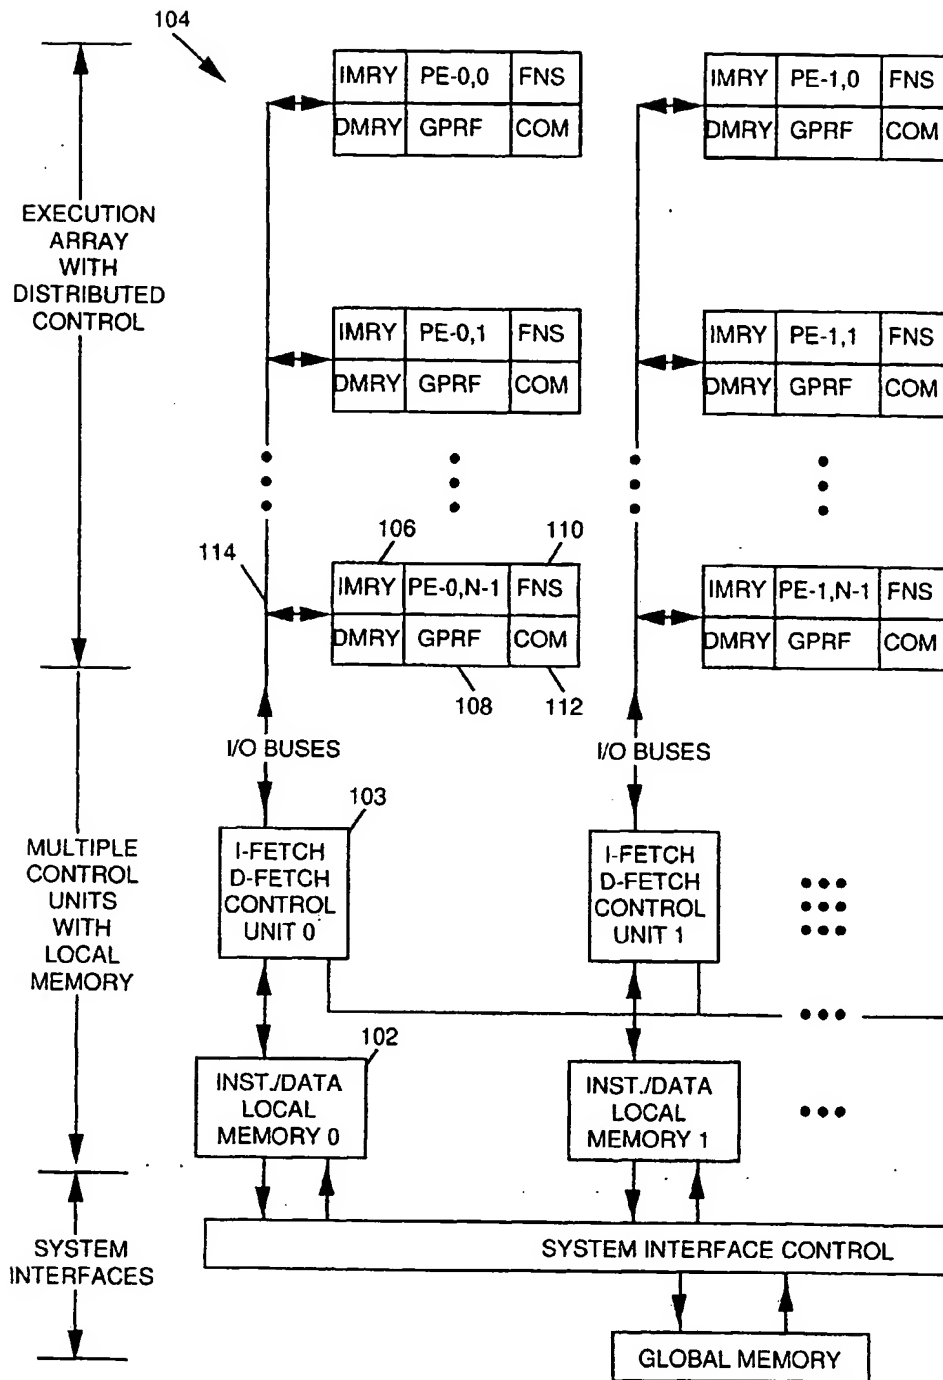 104
IMRY PE-0,0 FNS
DMRY GPRF COM
IMRY PE-1,0 FNS
DMRY GPRF COM
EXECUTION
ARRAY
WITH
DISTRIBUTED
CONTROL
IMRY PE-0,1 FNS
DMRY GPRF COM
IMRY PE-1,1 FNS
DMRY GPRF COM
114
106
110
IMRY PE-0,N-1 FNS
DMRY GPRF COM
108
112
IMRY PE-1,N-1 FNS
DMRY GPRF COM
I/O BUSES
I/O BUSES
MULTIPLE
CONTROL
UNITS
WITH
LOCAL
MEMORY
103
I-FETCH
D-FETCH
CONTROL
UNIT 0
I-FETCH
D-FETCH
CONTROL
UNIT 1
102
INST./DATA
LOCAL
MEMORY 0
INST./DATA
LOCAL
MEMORY 1
SYSTEM
INTERFACES
SYSTEM INTERFACE CONTROL
GLOBAL MEMORY